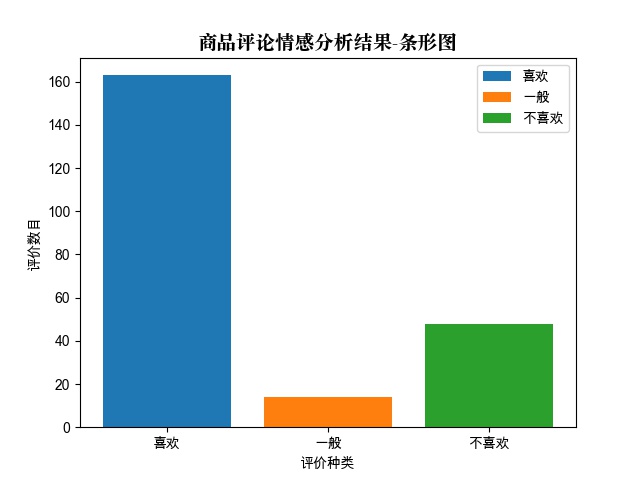 商品评论情感分析结果-条形图
喜欢
一般
不喜欢
160
140
120
100
80
60
40
20
0
评价数目
喜欢
一般
不喜欢
评价种类